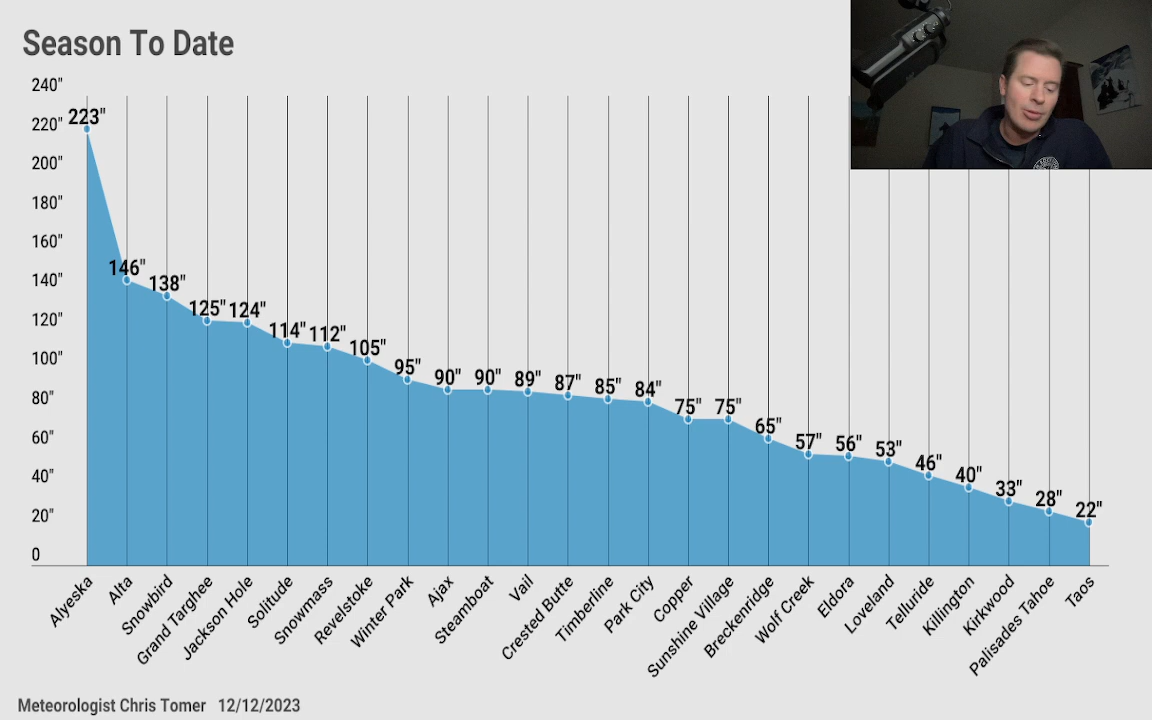 Season To Date
240"
220"
200"
180"
160"
140"
120"
100"
80"
60"
40"
20"
0
223"
146"
138"
125"
124"
114"
112"
105"
95"
90"
90"
89"
87"
85"
84"
75"
75"
65"
57"
56"
53"
46"
40"
33"
28"
22"
Alyeska
Alta
Snowbird
Grand Targhee
Jackson Hole
Solitude
Snowmass
Revelstoke
Winter Park
Ajax
Steamboat
Vail
Crested Butte
Timberline
Park City
Copper
Sunshine Village
Breckenridge
Wolf Creek
Eldora
Loveland
Telluride
Killington
Kirkwood
Palisades Tahoe
Taos
Meteorologist Chris Tomer 12/12/2023